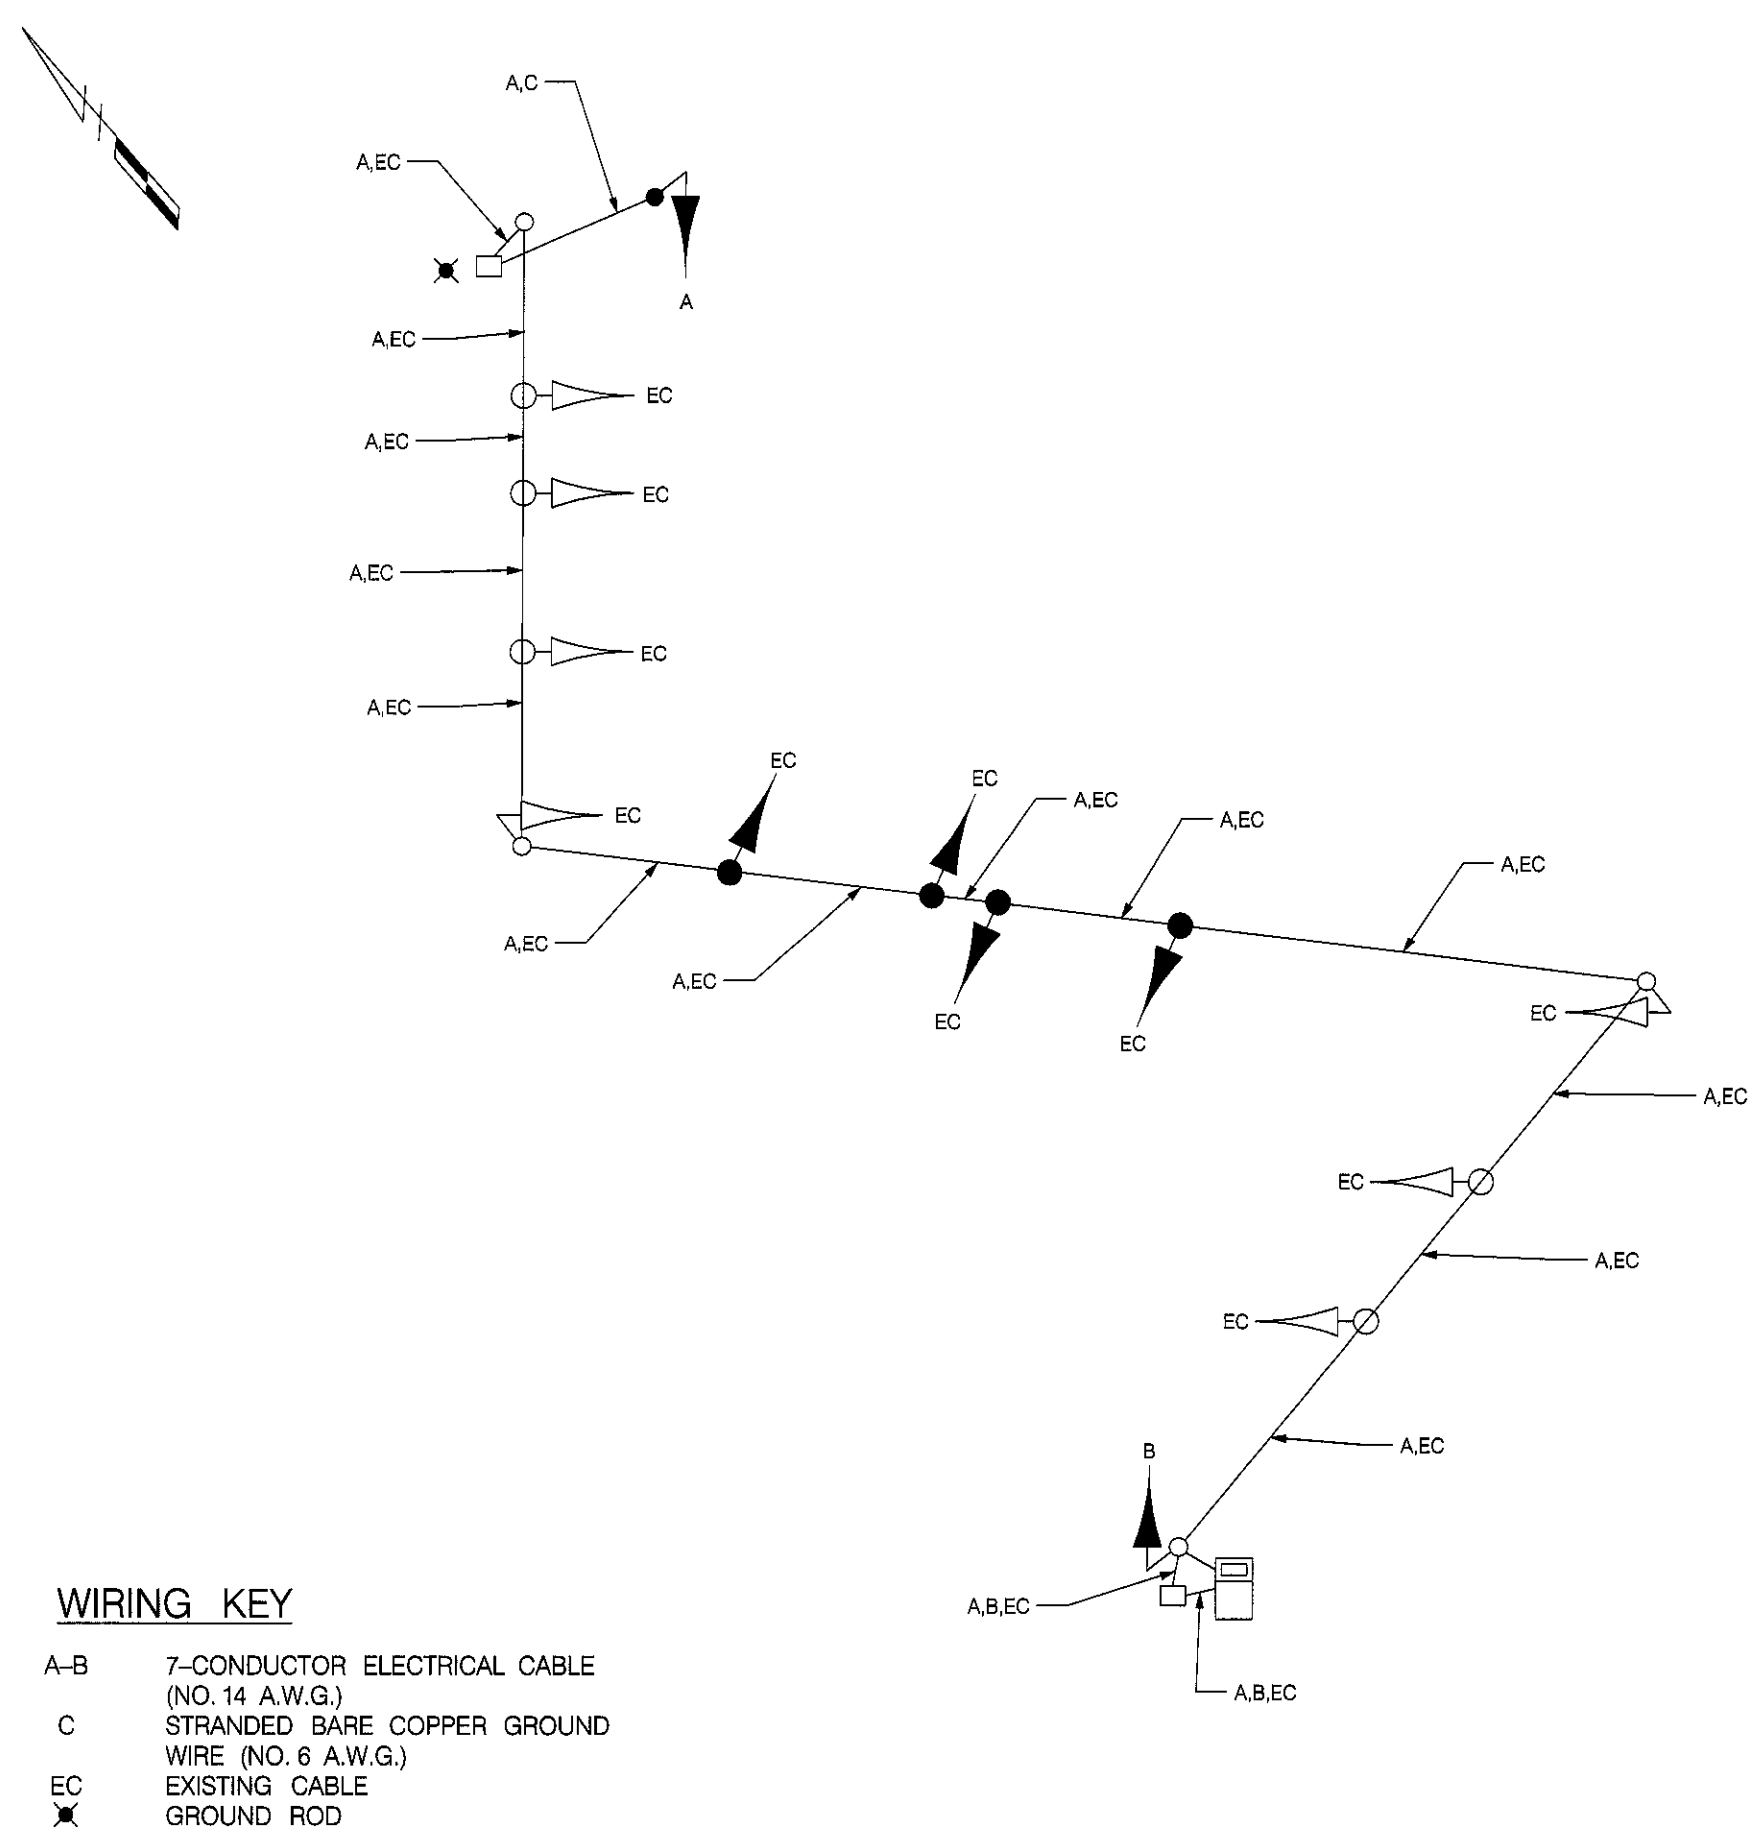 A,C
A,EC
A
A,EC
EC
A,EC
EC
A,EC
EC
A,EC
EC
EC
EC
A,EC
A,EC
A,EC
A,EC
A,EC
EC
EC
EC
A,EC
EC
A,EC
EC
A,EC
B
A,B,EC
A,B,EC
WIRING KEY
A–B 7–CONDUCTOR ELECTRICAL CABLE
(NO. 14 A.W.G.)
C STRANDED BARE COPPER GROUND
WIRE (NO. 6 A.W.G.)
EC EXISTING CABLE
GROUND ROD